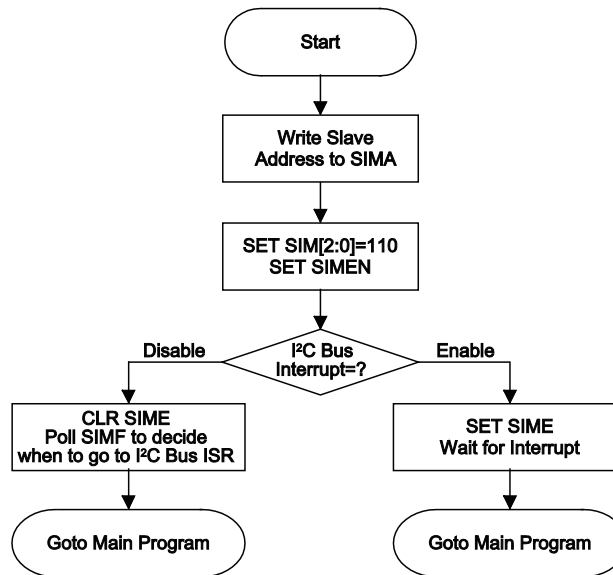 Start
Write Slave
Address to SIMA
SET SIM[2:0]=110
SET SIMEN
I²C Bus
Interrupt=?
Disable
Enable
CLR SIME
Poll SIMF to decide
when to go to I²C Bus ISR
SET SIME
Wait for Interrupt
Goto Main Program
Goto Main Program